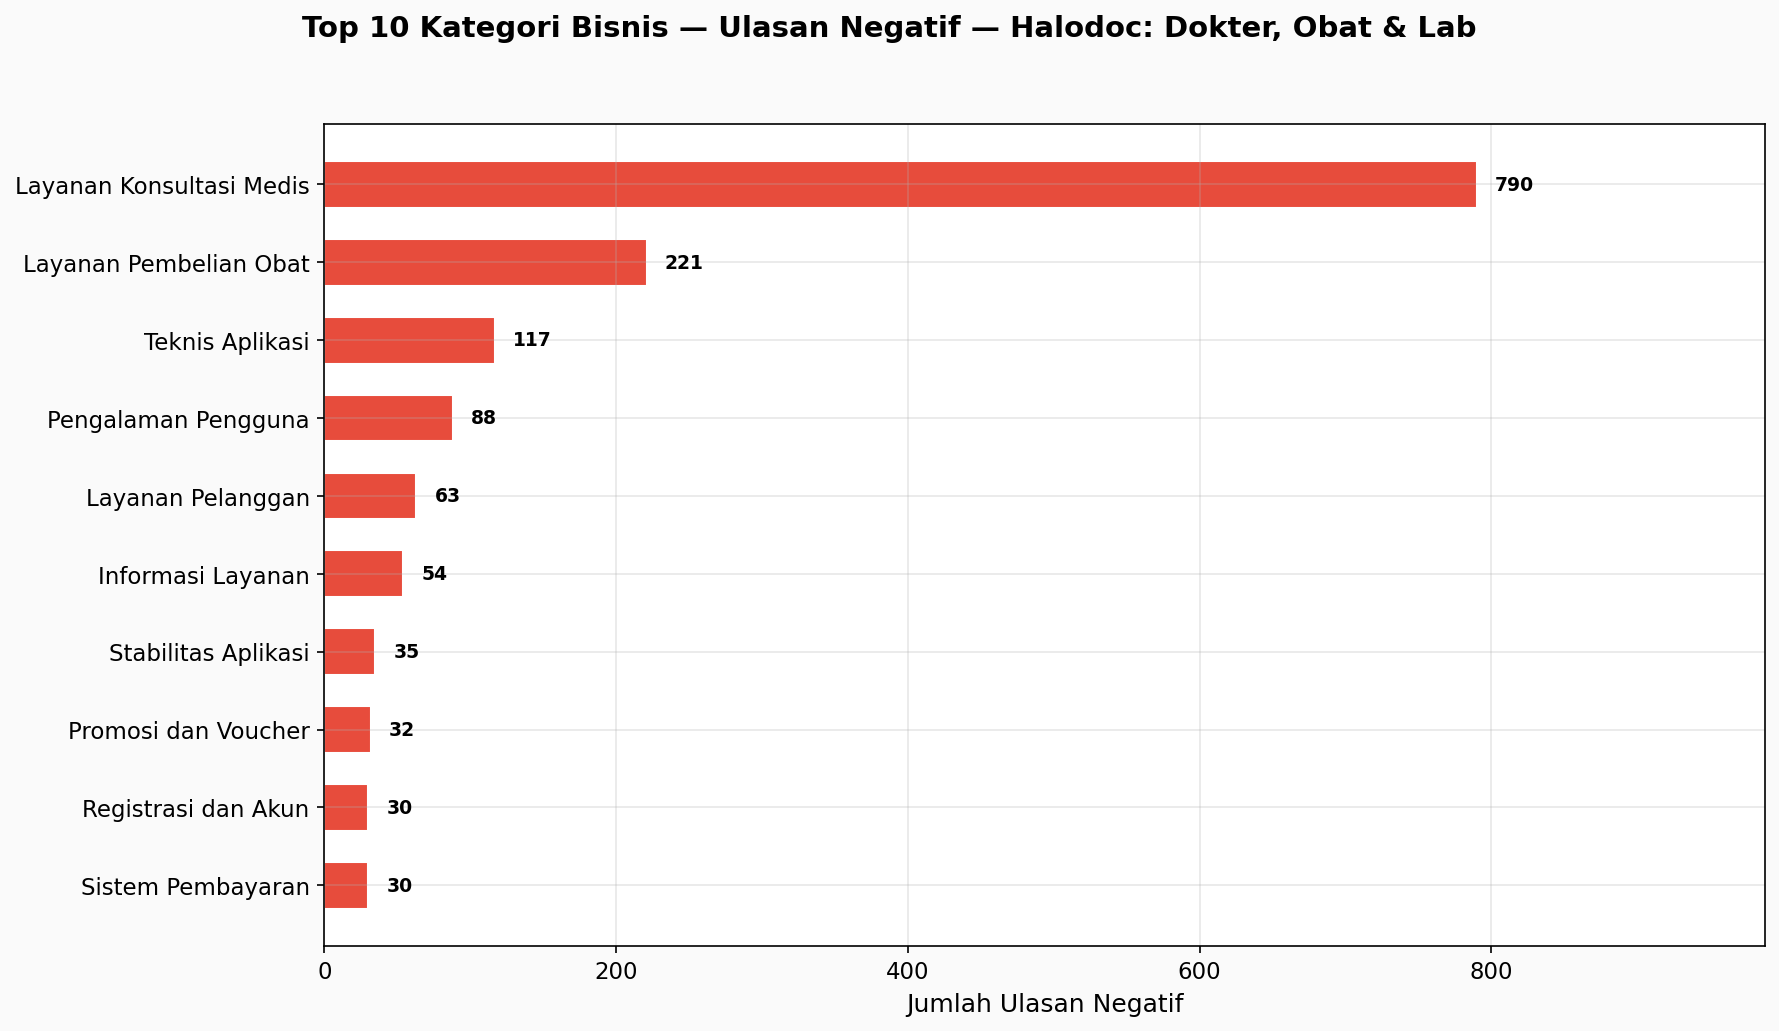 Top 10 Kategori Bisnis — Ulasan Negatif — Halodoc: Dokter, Obat & Lab
Layanan Konsultasi Medis 790
Layanan Pembelian Obat 221
Teknis Aplikasi 117
Pengalaman Pengguna 88
Layanan Pelanggan 63
Informasi Layanan 54
Stabilitas Aplikasi 35
Promosi dan Voucher 32
Registrasi dan Akun 30
Sistem Pembayaran 30
0 200 400 600 800
Jumlah Ulasan Negatif